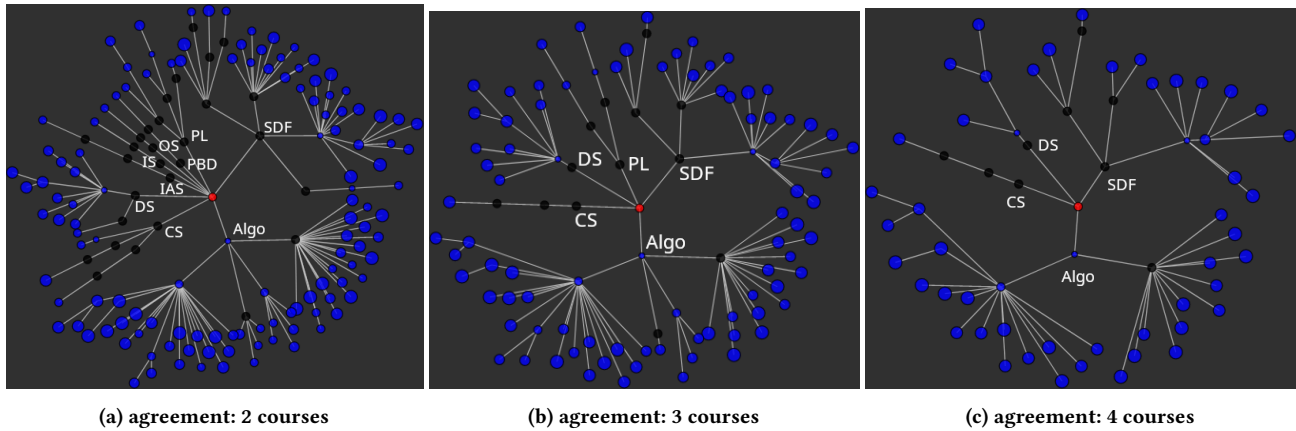 SDF
PL
OS
PBD
IS
IAS
DS
CS
Algo
DS
PL
SDF
CS
Algo
DS
SDF
CS
Algo
(a) agreement: 2 courses
(b) agreement: 3 courses
(c) agreement: 4 courses